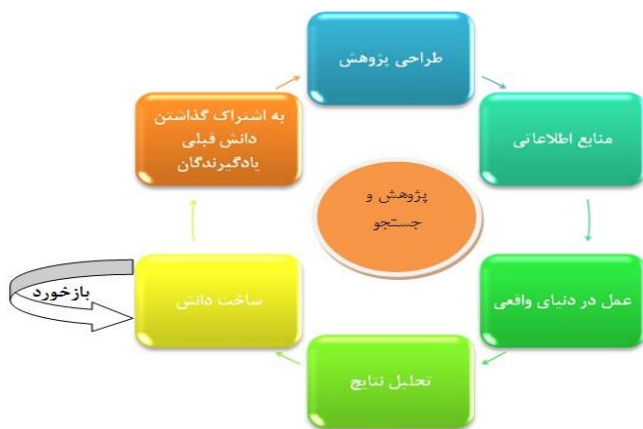 طراحی پژوهش
منابع اطلاعاتی
عمل در دنیای واقعی
تحلیل نتایج
ساخت دانش
بازخورد
به اشتراک گذاشتن
دانش قبلی
یادگیرندگان
پژوهش و
جستجو